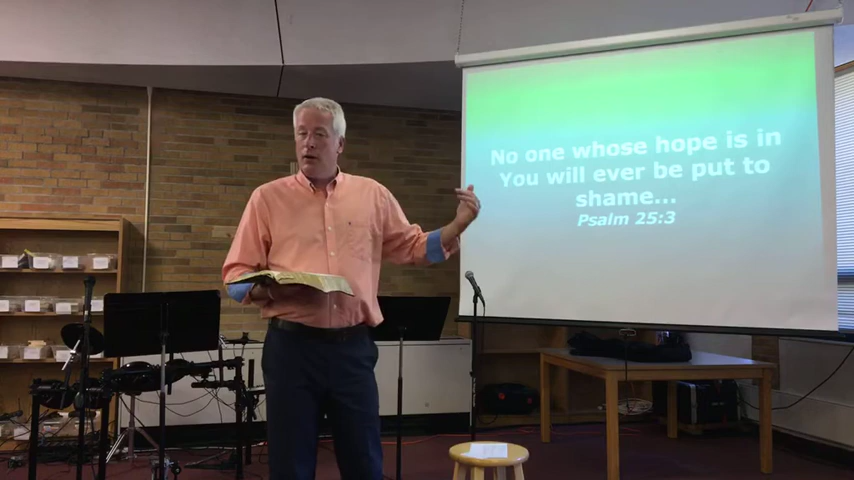 No one whose hope is in
You will ever be put to
shame...
Psalm 25:3